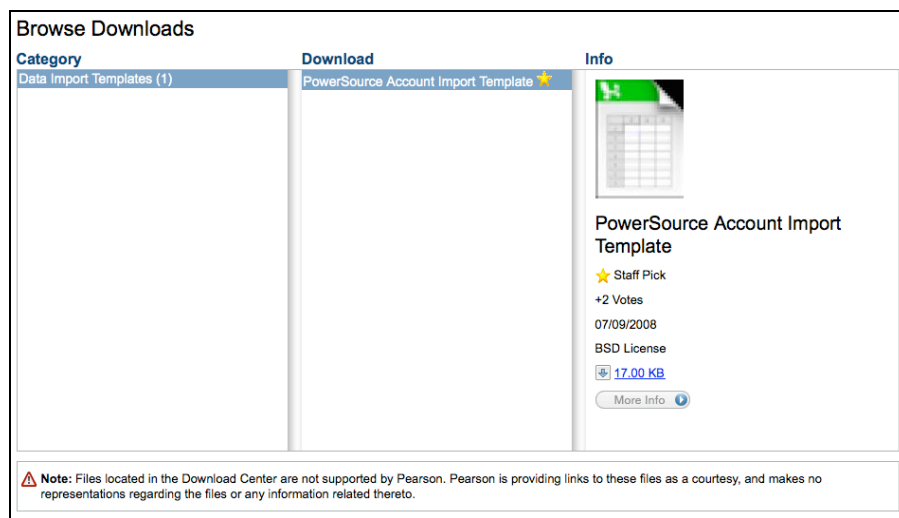 Browse Downloads
Category
Download
Info
Data Import Templates (1)
PowerSource Account Import Template
PowerSource Account Import
Template
Staff Pick
+2 Votes
07/09/2008
BSD License
17.00 KB
More Info
Note: Files located in the Download Center are not supported by Pearson. Pearson is providing links to these files as a courtesy, and makes no
representations regarding the files or any information related thereto.